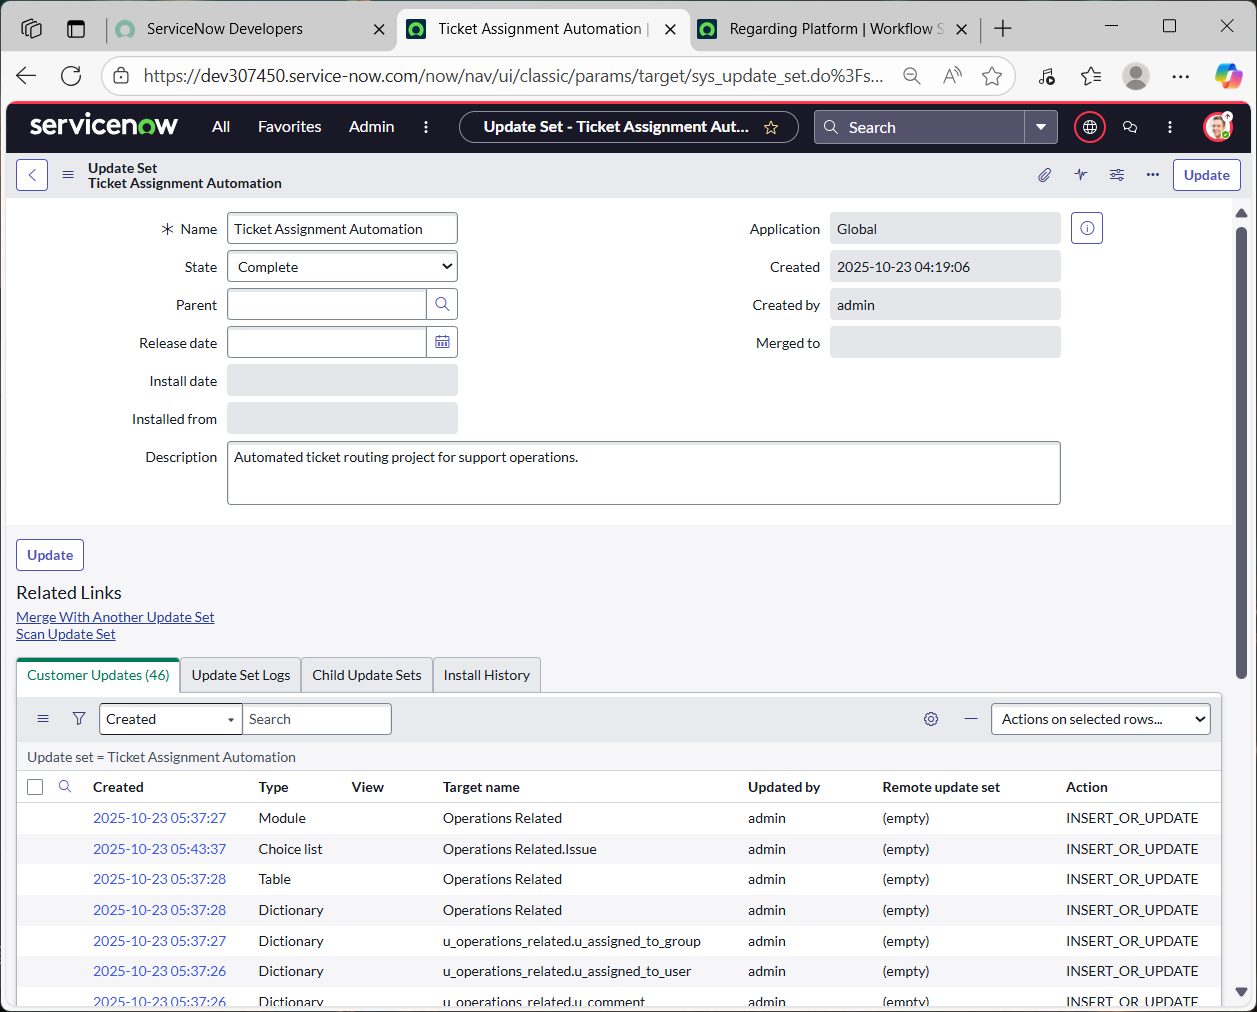 ServiceNow Developers
Ticket Assignment Automation |
Regarding Platform | Workflow S
https://dev307450.service-now.com/now/nav/ui/classic/params/target/sys_update_set.do%3Fs...
servicenow All Favorites Admin Update Set - Ticket Assignment Aut... Search
Update Set
Ticket Assignment Automation
Update
Name Ticket Assignment Automation
Application Global
State Complete
Created 2025-10-23 04:19:06
Parent
Created by admin
Release date
Merged to
Install date
Installed from
Description Automated ticket routing project for support operations.
Update
Related Links
Merge With Another Update Set
Scan Update Set
Customer Updates (46) Update Set Logs Child Update Sets Install History
Created Search Actions on selected rows...
Update set = Ticket Assignment Automation
Created Type View Target name Updated by Remote update set Action
2025-10-23 05:37:27 Module Operations Related admin (empty) INSERT_OR_UPDATE
2025-10-23 05:43:37 Choice list Operations Related.Issue admin (empty) INSERT_OR_UPDATE
2025-10-23 05:37:28 Table Operations Related admin (empty) INSERT_OR_UPDATE
2025-10-23 05:37:28 Dictionary Operations Related admin (empty) INSERT_OR_UPDATE
2025-10-23 05:37:27 Dictionary u_operations_related.u_assigned_to_group admin (empty) INSERT_OR_UPDATE
2025-10-23 05:37:26 Dictionary u_operations_related.u_assigned_to_user admin (empty) INSERT_OR_UPDATE
2025-10-23 05:37:26 Dictionary u_operations_related.u_comment admin (empty) INSERT_OR_UPDATE